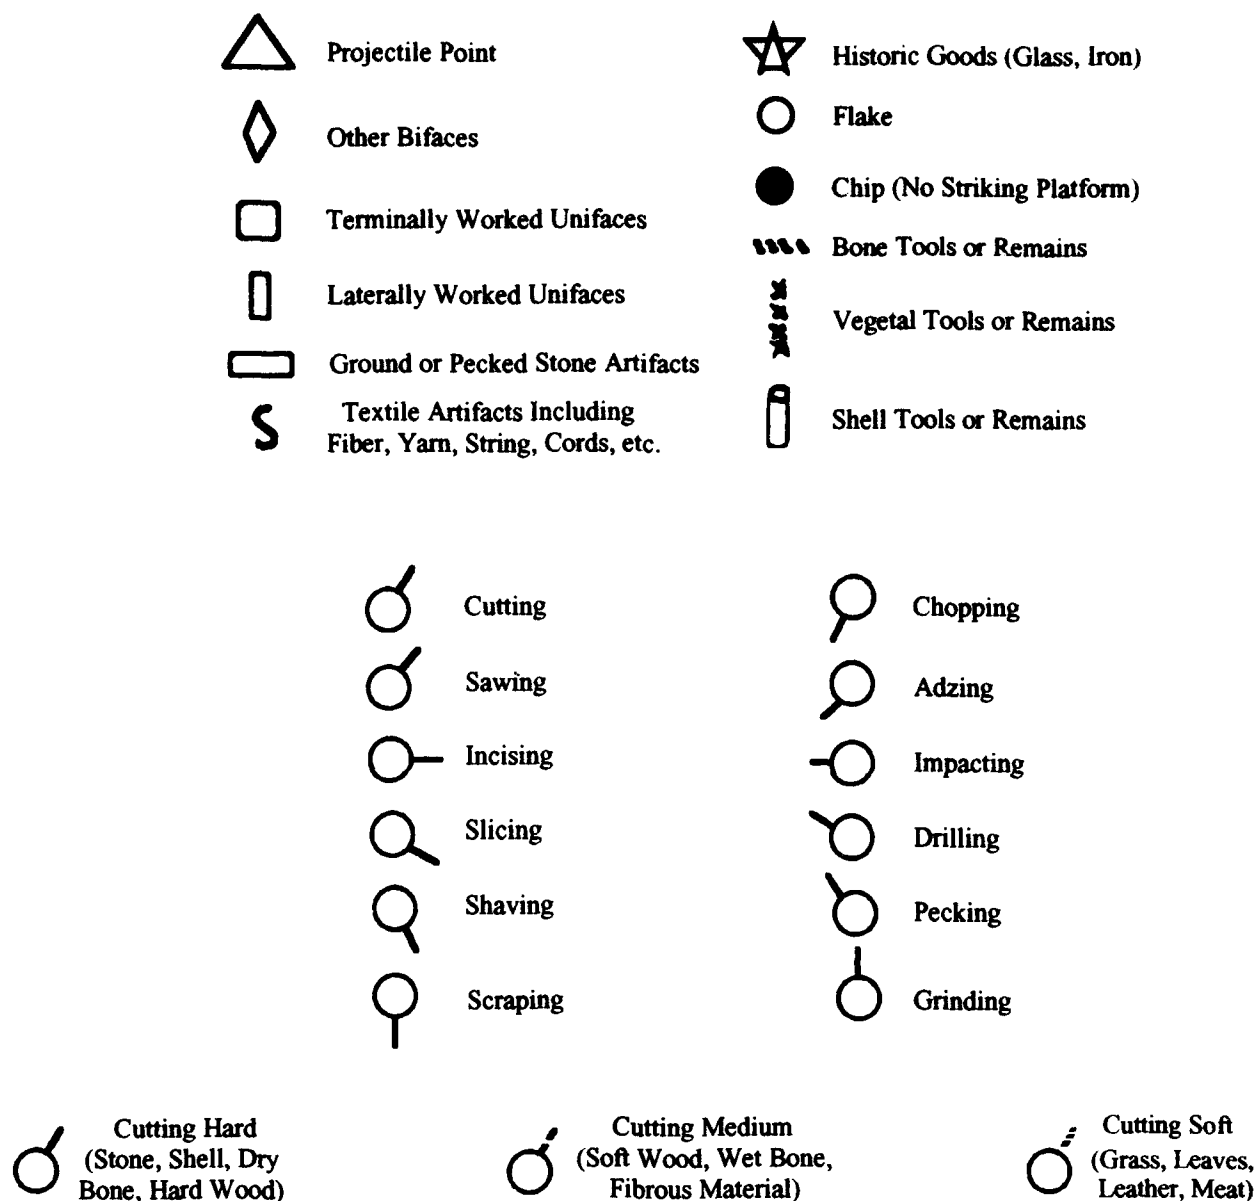 Projectile Point
Other Bifaces
Terminally Worked Unifaces
Laterally Worked Unifaces
Ground or Pecked Stone Artifacts
Textile Artifacts Including
Fiber, Yarn, String, Cords, etc.
Historic Goods (Glass, Iron)
Flake
Chip (No Striking Platform)
Bone Tools or Remains
Vegetal Tools or Remains
Shell Tools or Remains
Cutting
Sawing
Incising
Slicing
Shaving
Scraping
Chopping
Adzing
Impacting
Drilling
Pecking
Grinding
Cutting Hard
(Stone, Shell, Dry
Bone, Hard Wood)
Cutting Medium
(Soft Wood, Wet Bone,
Fibrous Material)
Cutting Soft
(Grass, Leaves,
Leather, Meat)